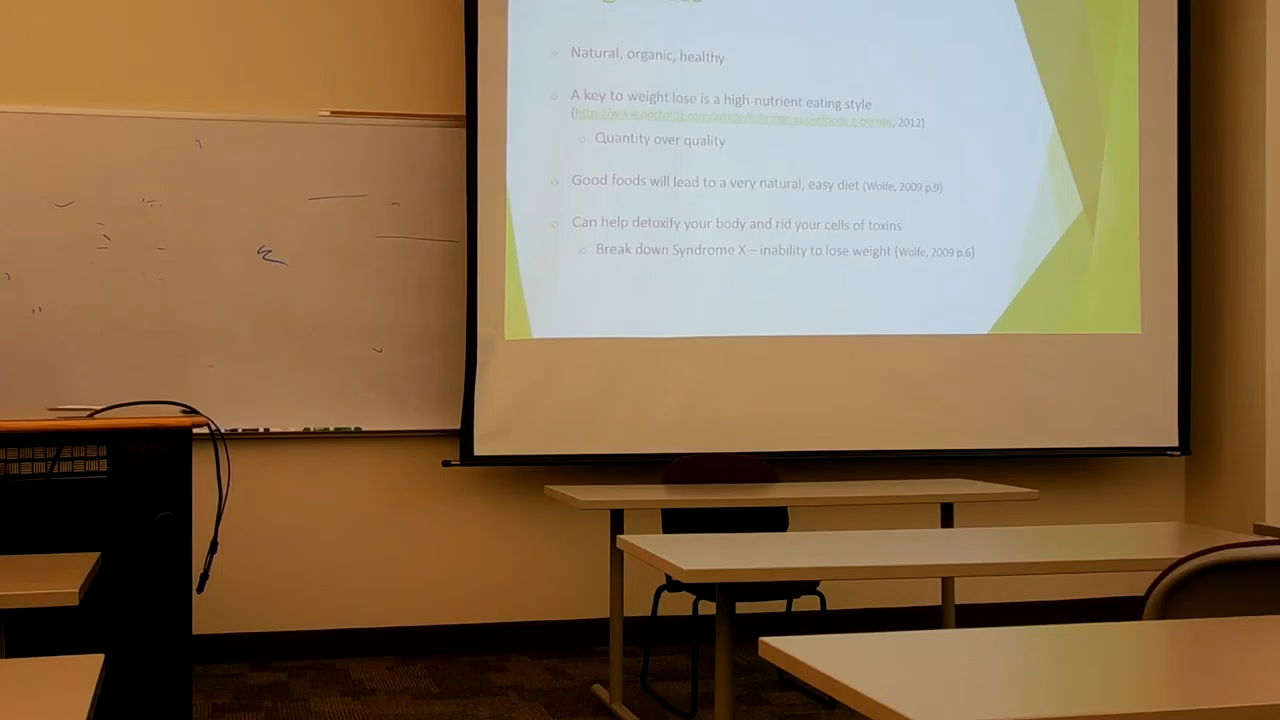 Natural, organic, healthy
A key to weight lose is a high-nutrient eating style
2012)
Quantity over quality
Good foods will lead to a very natural, easy diet (Wolfe, 2009 p.9)
Can help detoxify your body and rid your cells of toxins
Break down Syndrome X – inability to lose weight (Wolfe, 2009 p.6)